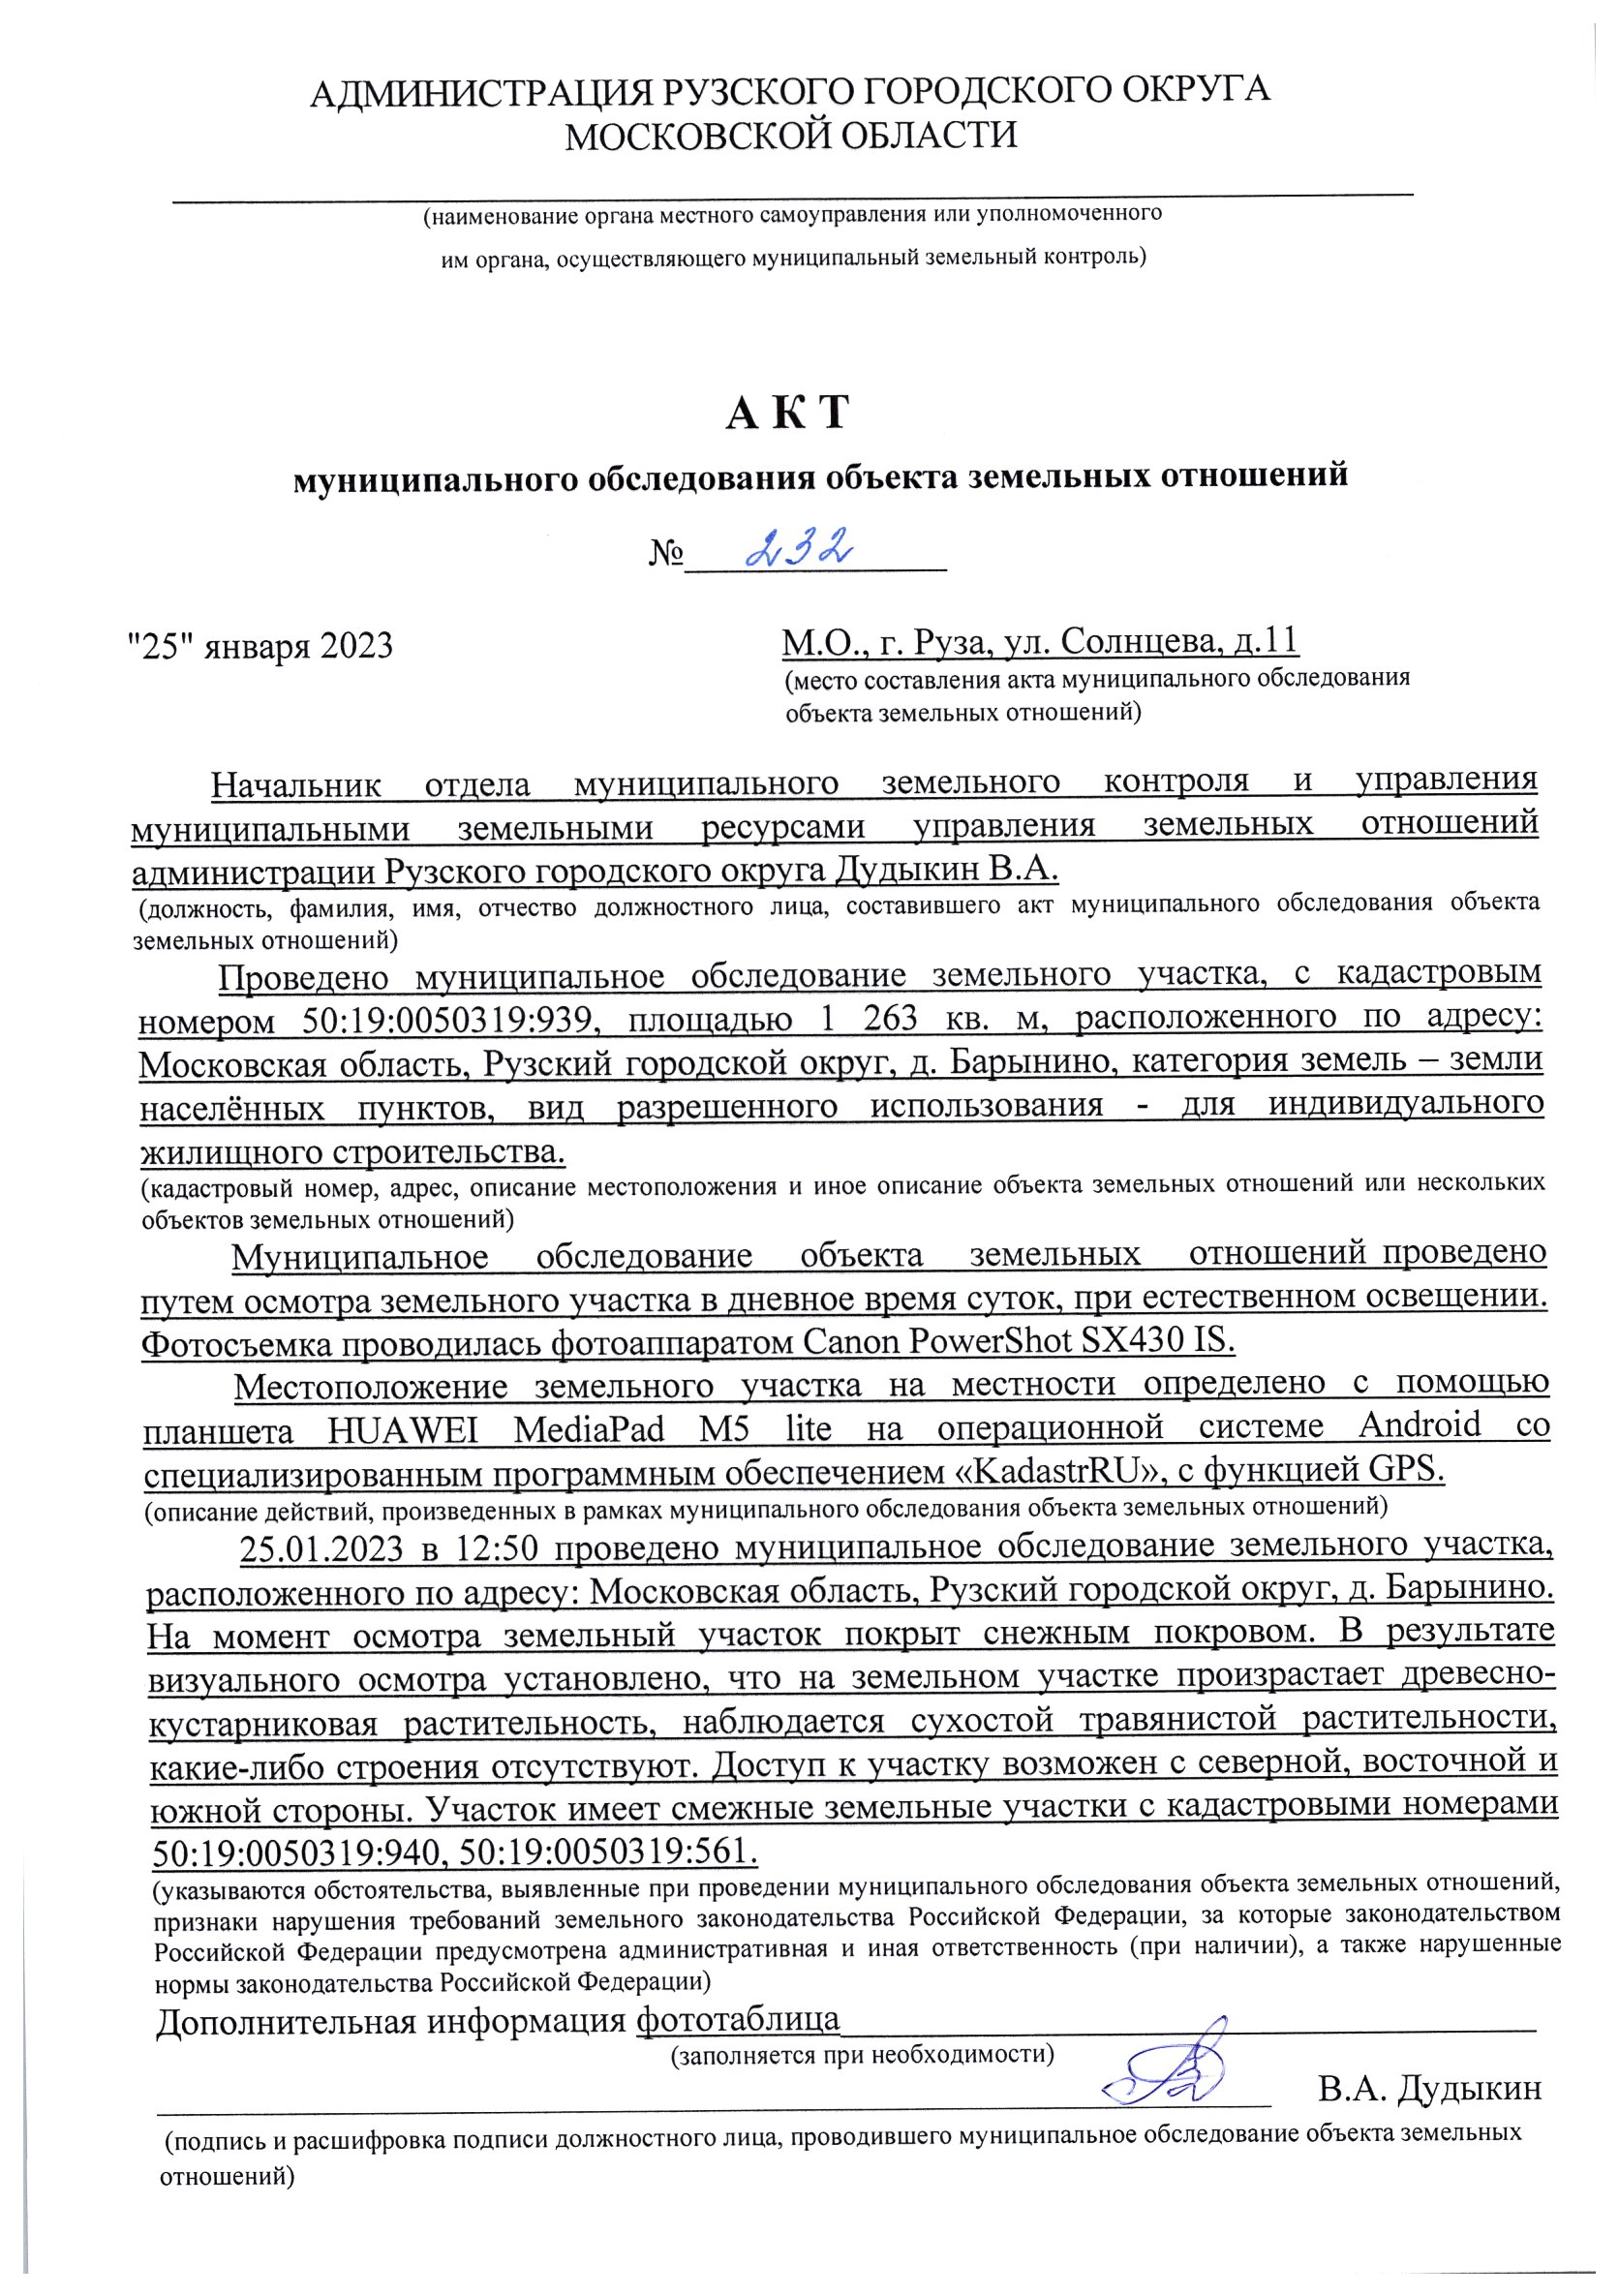 АДМИНИСТРАЦИЯ РУЗСКОГО ГОРОДСКОГО ОКРУГА
МОСКОВСКОЙ ОБЛАСТИ
(наименование органа местного самоуправления или уполномоченного
им органа, осуществляющего муниципальный земельный контроль)
А К Т
муниципального обследования объекта земельных отношений
№ 232
"25" января 2023
М.О., г. Руза, ул. Солнцева, д.11
(место составления акта муниципального обследования
объекта земельных отношений)
Начальник отдела муниципального земельного контроля и управления
муниципальными земельными ресурсами управления земельных отношений
администрации Рузского городского округа Дудыкин В.А.
(должность, фамилия, имя, отчество должностного лица, составившего акт муниципального обследования объекта
земельных отношений)
Проведено муниципальное обследование земельного участка, с кадастровым
номером 50:19:0050319:939, площадью 1 263 кв. м, расположенного по адресу:
Московская область, Рузский городской округ, д. Барынино, категория земель – земли
населённых пунктов, вид разрешенного использования - для индивидуального
жилищного строительства.
(кадастровый номер, адрес, описание местоположения и иное описание объекта земельных отношений или нескольких
объектов земельных отношений)
Муниципальное обследование объекта земельных отношений проведено
путем осмотра земельного участка в дневное время суток, при естественном освещении.
Фотосъемка проводилась фотоаппаратом Canon PowerShot SX430 IS.
Местоположение земельного участка на местности определено с помощью
планшета HUAWEI MediaPad M5 lite на операционной системе Android со
специализированным программным обеспечением «KadastrRU», с функцией GPS.
(описание действий, произведенных в рамках муниципального обследования объекта земельных отношений)
25.01.2023 в 12:50 проведено муниципальное обследование земельного участка,
расположенного по адресу: Московская область, Рузский городской округ, д. Барынино.
На момент осмотра земельный участок покрыт снежным покровом. В результате
визуального осмотра установлено, что на земельном участке произрастает древесно-
кустарниковая растительность, наблюдается сухостой травянистой растительности,
какие-либо строения отсутствуют. Доступ к участку возможен с северной, восточной и
южной стороны. Участок имеет смежные земельные участки с кадастровыми номерами
50:19:0050319:940, 50:19:0050319:561.
(указываются обстоятельства, выявленные при проведении муниципального обследования объекта земельных отношений,
признаки нарушения требований земельного законодательства Российской Федерации, за которые законодательством
Российской Федерации предусмотрена административная и иная ответственность (при наличии), а также нарушенные
нормы законодательства Российской Федерации)
Дополнительная информация фототаблица
(заполняется при необходимости)
В.А. Дудыкин
(подпись и расшифровка подписи должностного лица, проводившего муниципальное обследование объекта земельных
отношений)